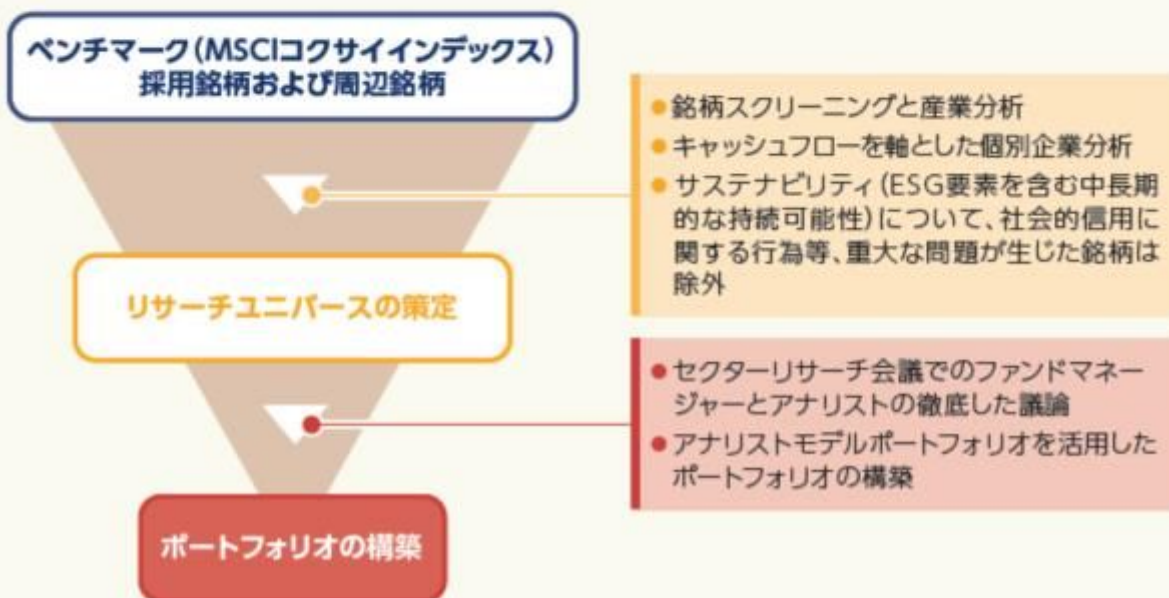 ベンチマーク(MSCIコクサイインデックス)
採用銘柄および周辺銘柄
●銘柄スクリーニングと産業分析
●キャッシュフローを軸とした個別企業分析
●サステナビリティ(ESG要素を含む中長期
的な持続可能性)について、社会的信用に
関する行為等、重大な問題が生じた銘柄は
除外
リサーチユニバースの策定
●セクターリサーチ会議でのファンドマネー
ジャーとアナリストの徹底した議論
●アナリストモデルポートフォリオを活用した
ポートフォリオの構築
ポートフォリオの構築